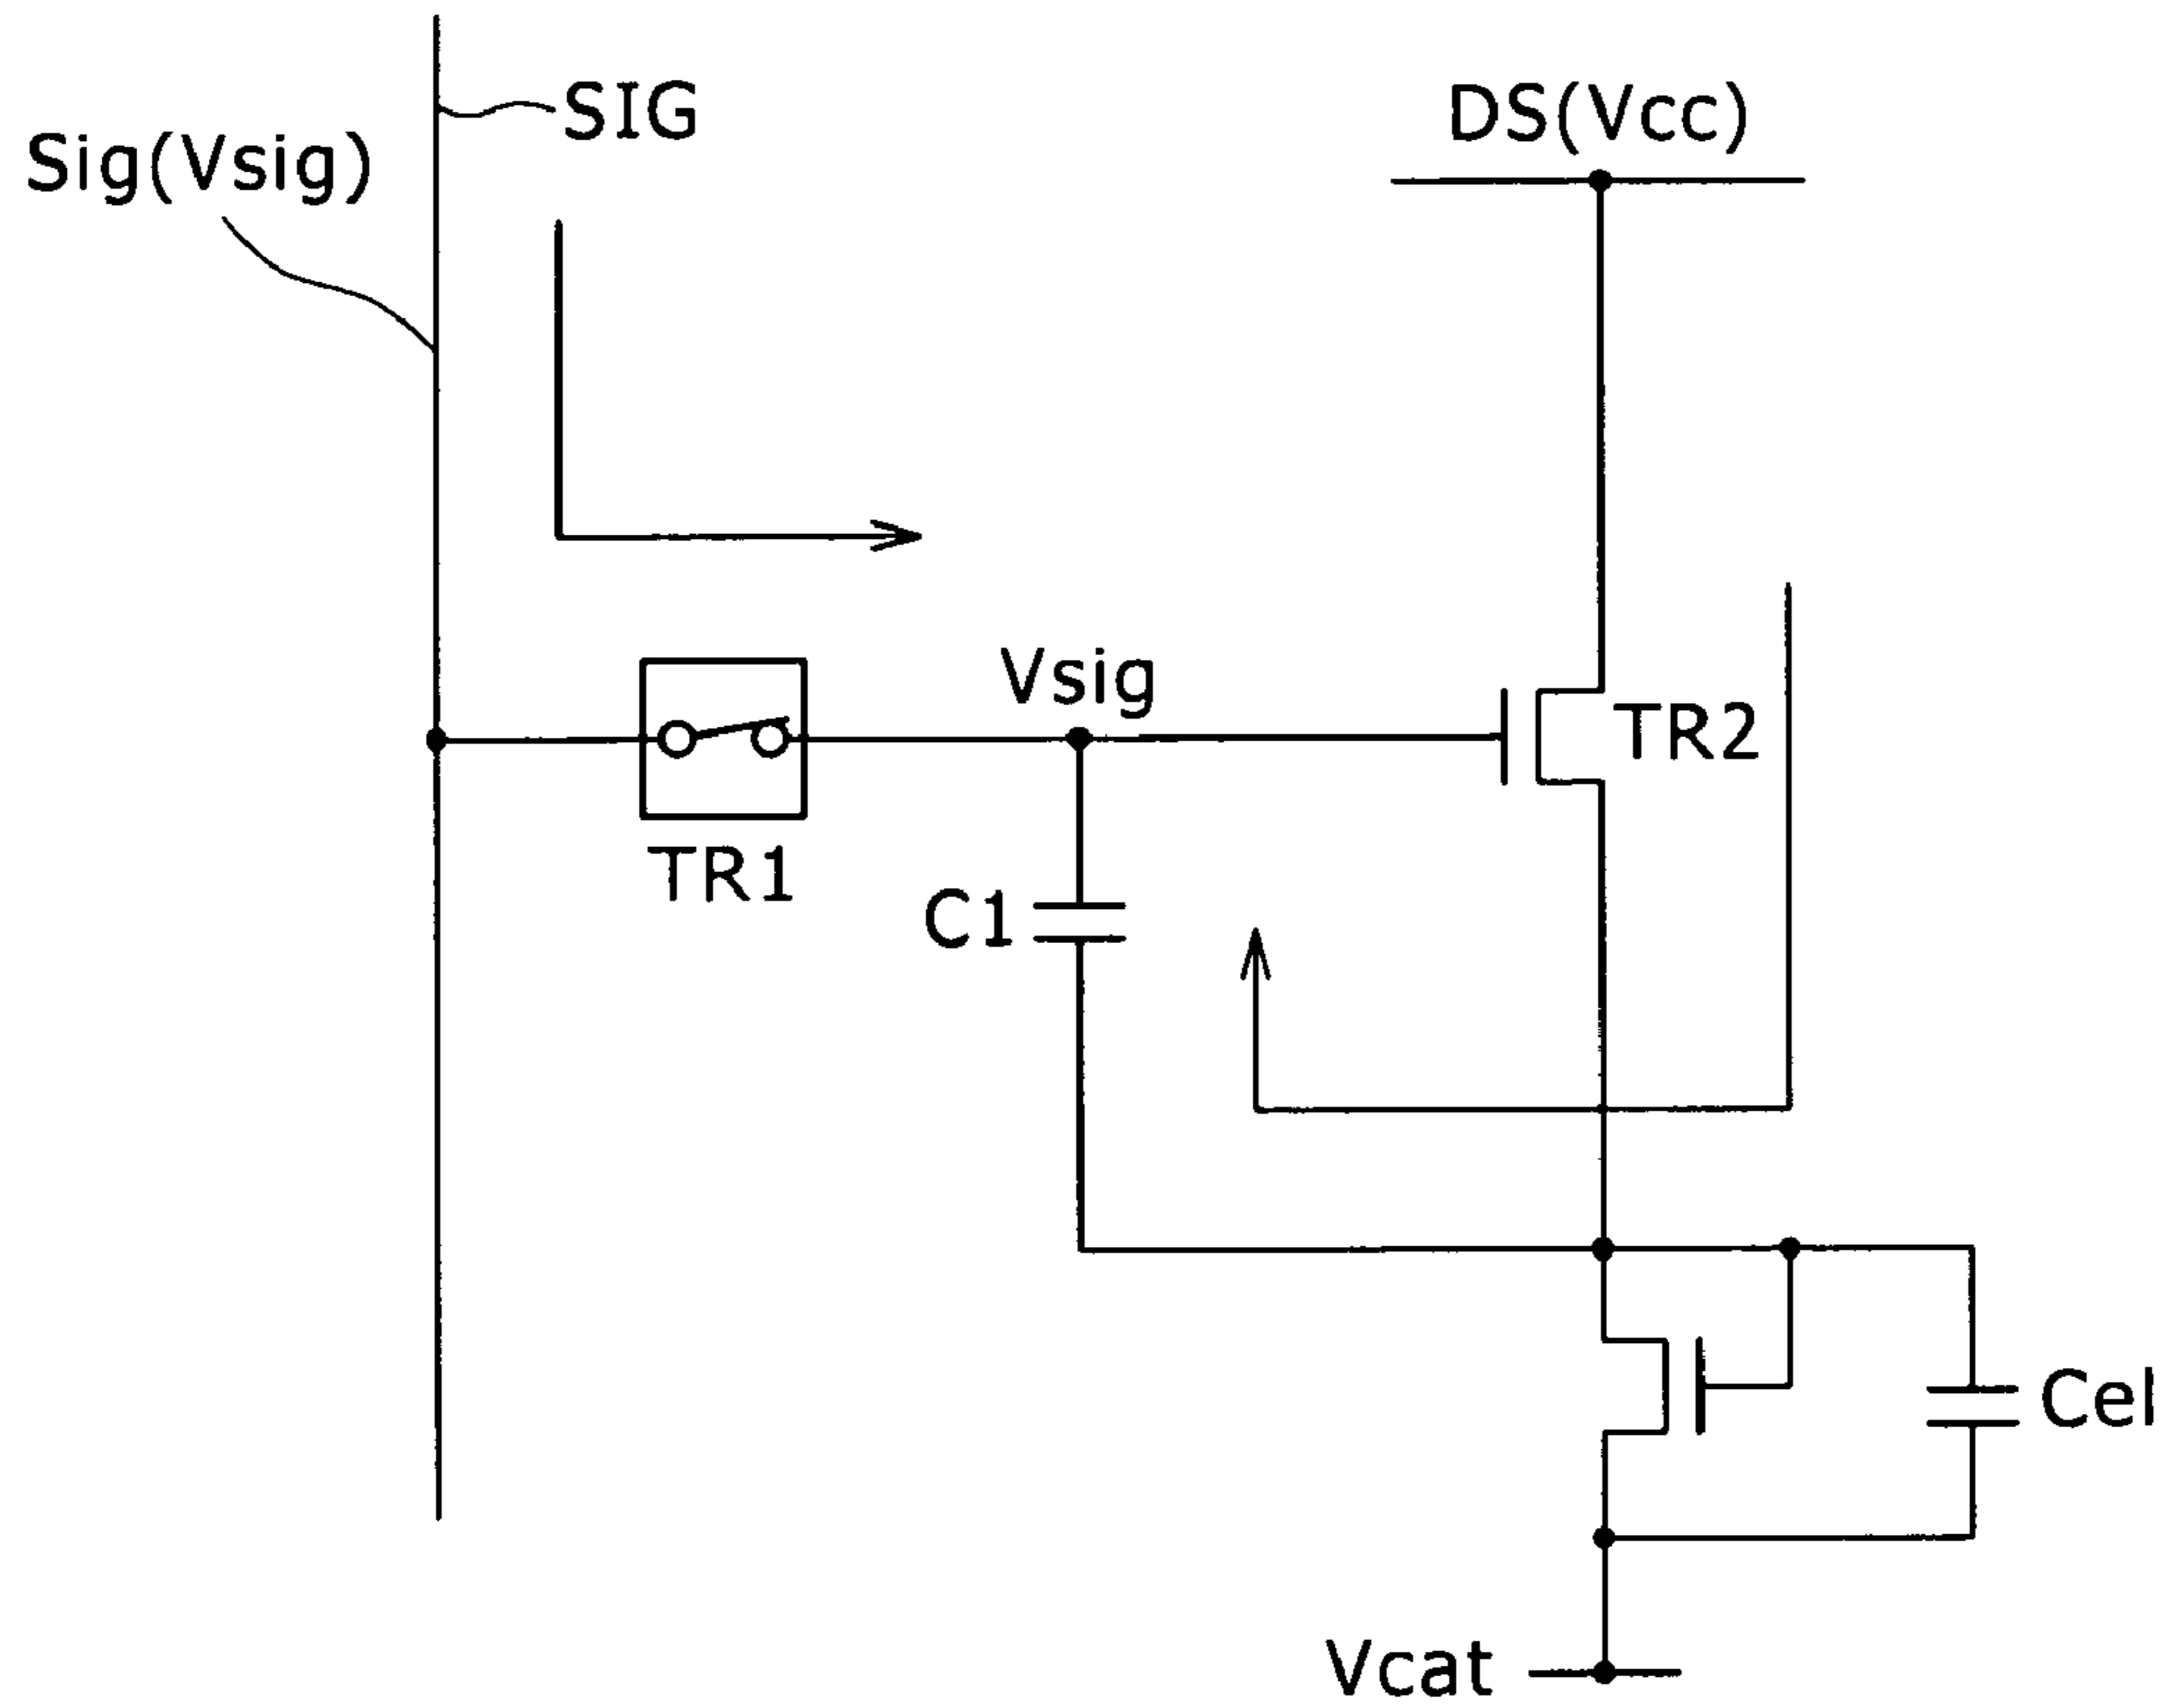 SIG
DS(Vcc)
Sig(Vsig)
Vsig
TR2
TR1
C1
Cel
Vcat